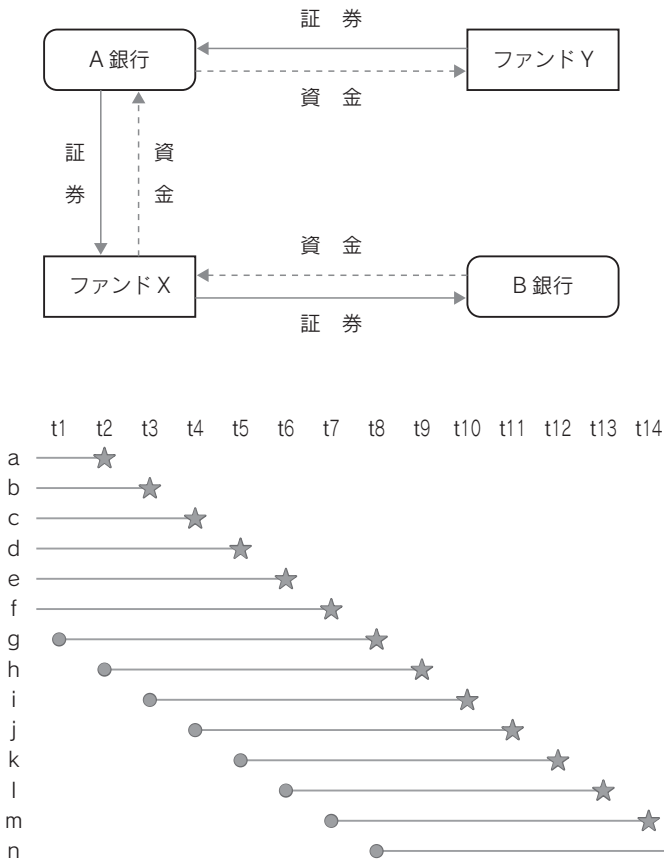 証 券
A 銀行
ファンド Y
資 金
証 券
資 金
資 金
ファンド X
B 銀行
証 券
t1 t2 t3 t4 t5 t6 t7 t8 t9 t10 t11 t12 t13 t14
a
b
c
d
e
f
g
h
i
j
k
l
m
n